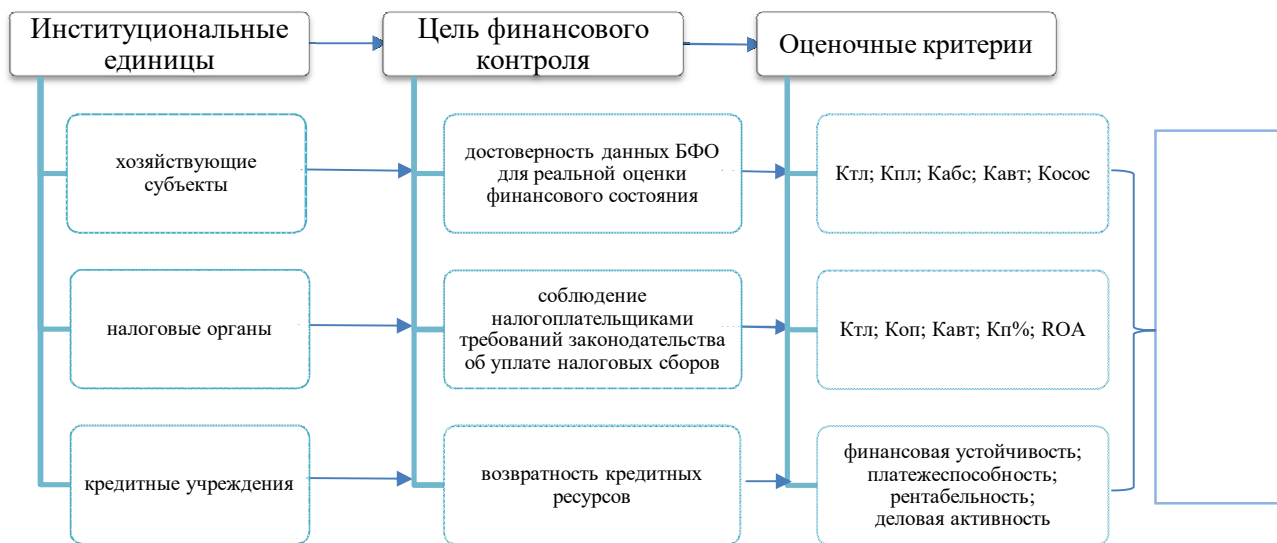 Институциональные
единицы
Цель финансового
контроля
Оценочные критерии
хозяйствующие
субъекты
достоверность данных БФО
для реальной оценки
финансового состояния
Ктл; Кпл; Кабс; Кавт; Косос
налоговые органы
соблюдение
налогоплательщиками
требований законодательства
об уплате налоговых сборов
Ктл; Коп; Кавт; Кп%; ROA
кредитные учреждения
возвратность кредитных
ресурсов
финансовая устойчивость;
платежеспособность;
рентабельность;
деловая активность